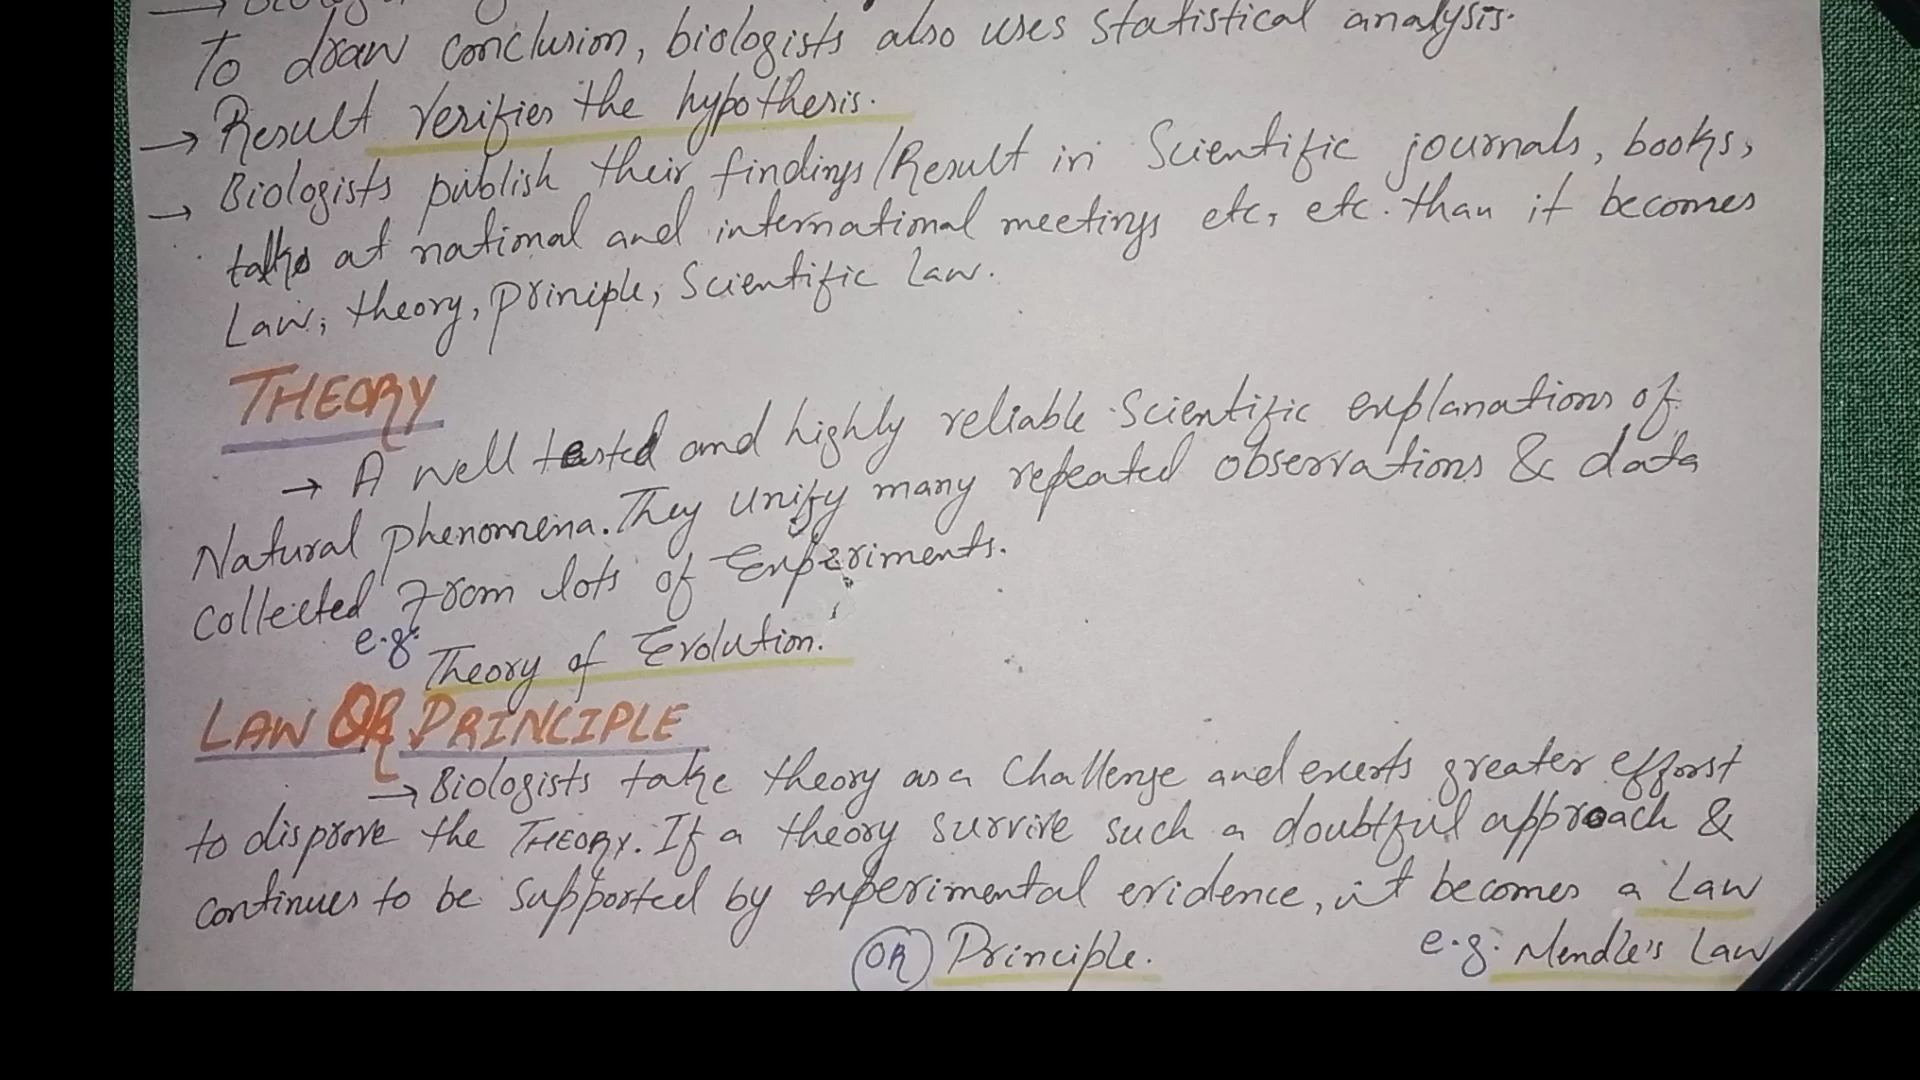 To draw conclusion, biologists also uses statistical analysis.
→ Result verifies the hypothesis.
→ Biologists publish their findings/Result in Scientific journals, books,
talks at national and international meetings etc, etc. than it becomes
Law, theory, priniple, Scientific Law.
THEORY
→ A well tested and highly reliable Scientific explanations of
Natural phenomena. They unify many repeated observations & data
collected from lots of Experiments.
e.g: Theory of Evolution.
LAW OR PRINCIPLE
→ Biologists take theory as a Challenge and exerts greater effort
to disprove the THEORY. If a theory survive such a doubtful approach &
continues to be supported by experimental evidence, it becomes a Law
OR Principle. e.g: Mendle's Law